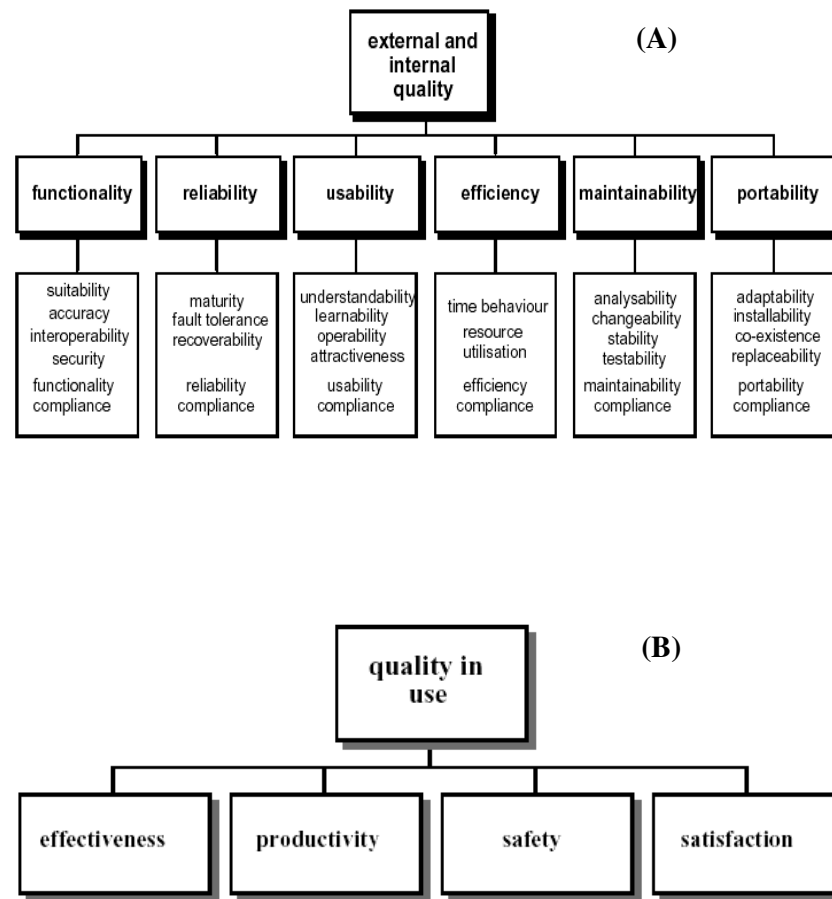 external and
internal
quality
(A)
functionality
reliability
usability
efficiency
maintainability
portability
suitability
accuracy
interoperability
security
functionality
compliance
maturity
fault tolerance
recoverability
reliability
compliance
understandability
learnability
operability
attractiveness
usability
compliance
time behaviour
resource
utilisation
efficiency
compliance
analysability
changeability
stability
testability
maintainability
compliance
adaptability
installability
co-existence
replaceability
portability
compliance
quality in
use
(B)
effectiveness
productivity
safety
satisfaction